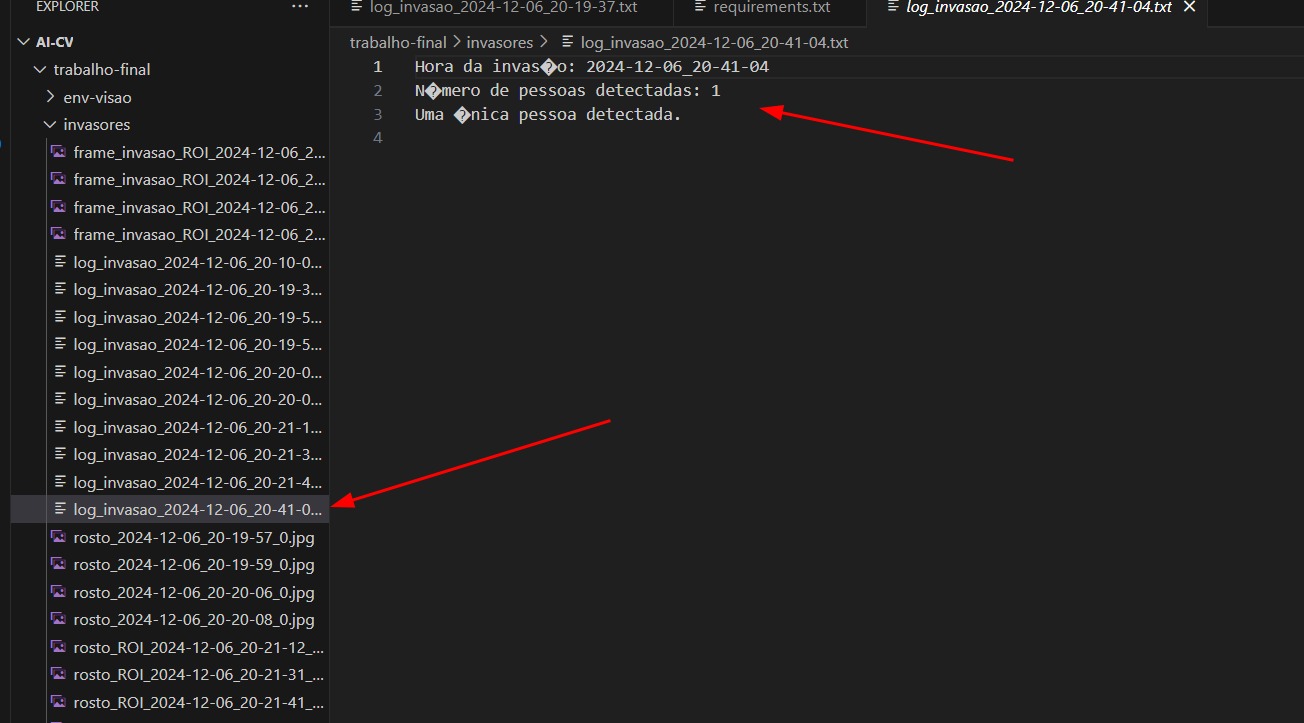 EXPLORER
...
log_invasao_2024-12-06_20-19-37.txt
requirements.txt
log_invasao_2024-12-06_20-41-04.txt
AI-CV
trabalho-final > invasores > log_invasao_2024-12-06_20-41-04.txt
trabalho-final
env-visao
invasores
1 Hora da invas�o: 2024-12-06_20-41-04
2 N�mero de pessoas detectadas: 1
3 Uma �nica pessoa detectada.
4
frame_invasao_ROI_2024-12-06_2...
frame_invasao_ROI_2024-12-06_2...
frame_invasao_ROI_2024-12-06_2...
frame_invasao_ROI_2024-12-06_2...
log_invasao_2024-12-06_20-10-0...
log_invasao_2024-12-06_20-19-3...
log_invasao_2024-12-06_20-19-5...
log_invasao_2024-12-06_20-19-5...
log_invasao_2024-12-06_20-20-0...
log_invasao_2024-12-06_20-20-0...
log_invasao_2024-12-06_20-21-1...
log_invasao_2024-12-06_20-21-3...
log_invasao_2024-12-06_20-21-4...
log_invasao_2024-12-06_20-41-0...
rosto_2024-12-06_20-19-57_0.jpg
rosto_2024-12-06_20-19-59_0.jpg
rosto_2024-12-06_20-20-06_0.jpg
rosto_2024-12-06_20-20-08_0.jpg
rosto_ROI_2024-12-06_20-21-12_...
rosto_ROI_2024-12-06_20-21-31_...
rosto_ROI_2024-12-06_20-21-41_...